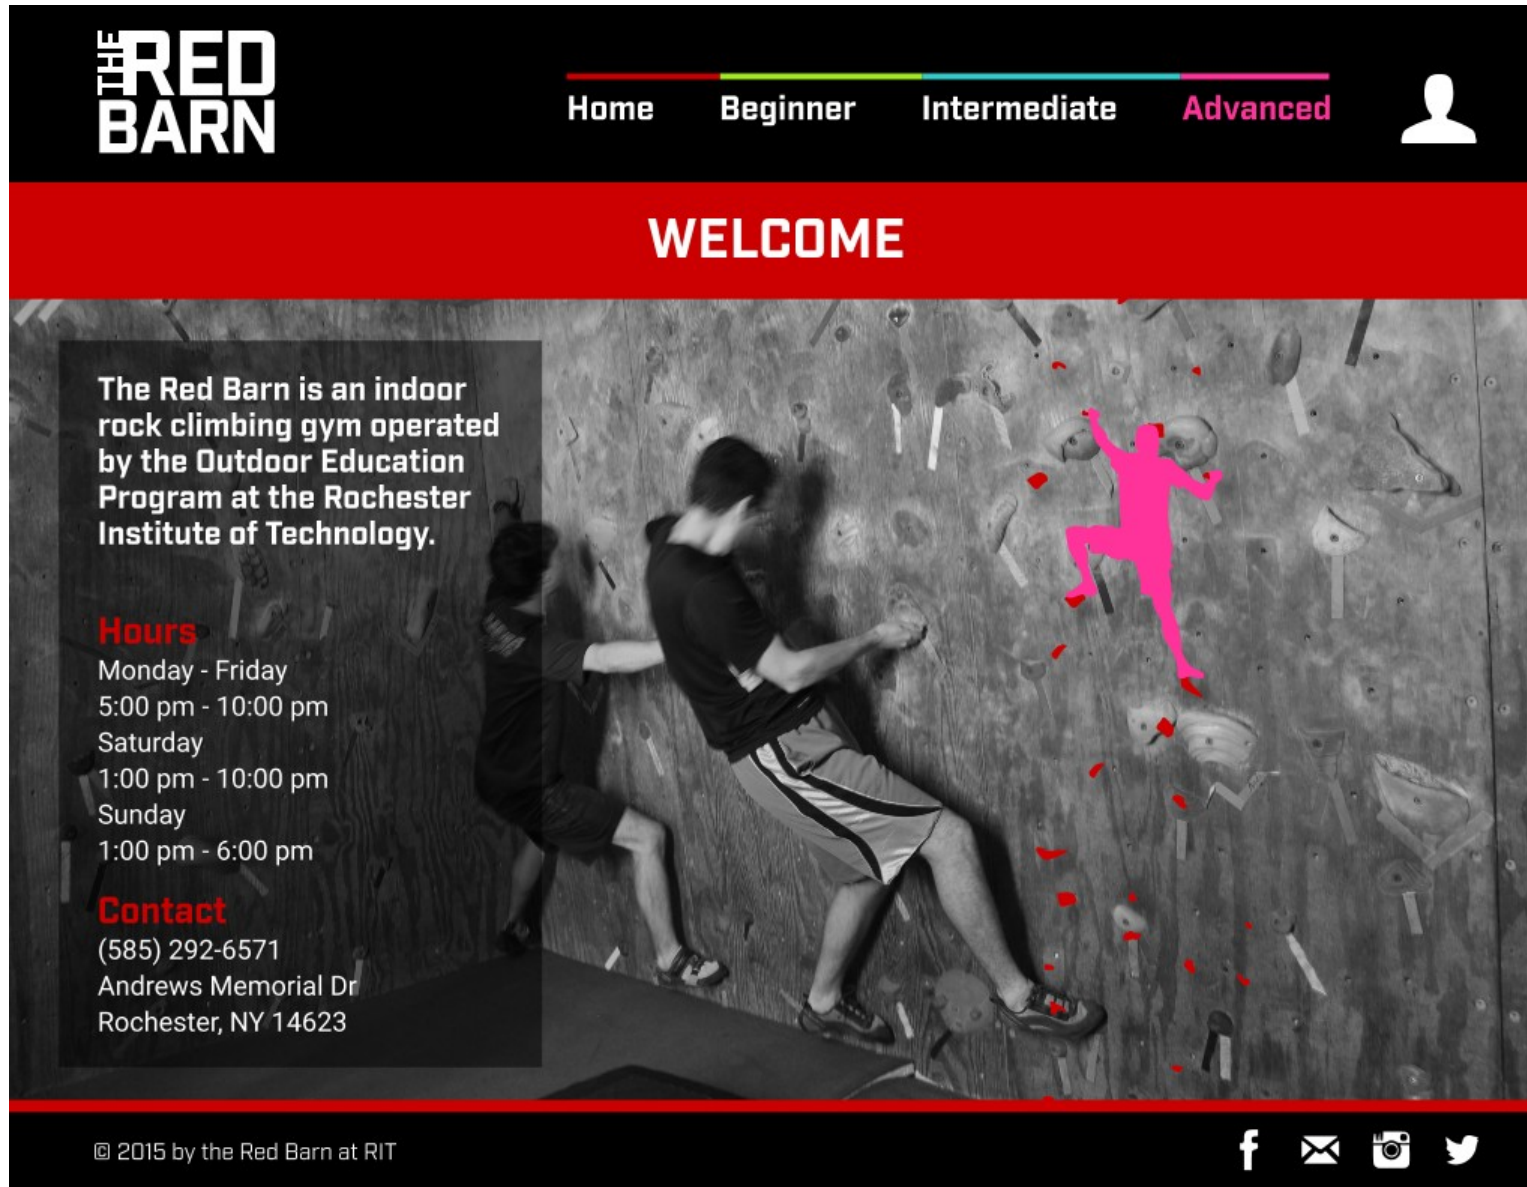 THE RED
BARN
Home Beginner Intermediate Advanced
WELCOME
The Red Barn is an indoor
rock climbing gym operated
by the Outdoor Education
Program at the Rochester
Institute of Technology.
Hours
Monday - Friday
5:00 pm - 10:00 pm
Saturday
1:00 pm - 10:00 pm
Sunday
1:00 pm - 6:00 pm
Contact
(585) 292-6571
Andrews Memorial Dr
Rochester, NY 14623
© 2015 by the Red Barn at RIT